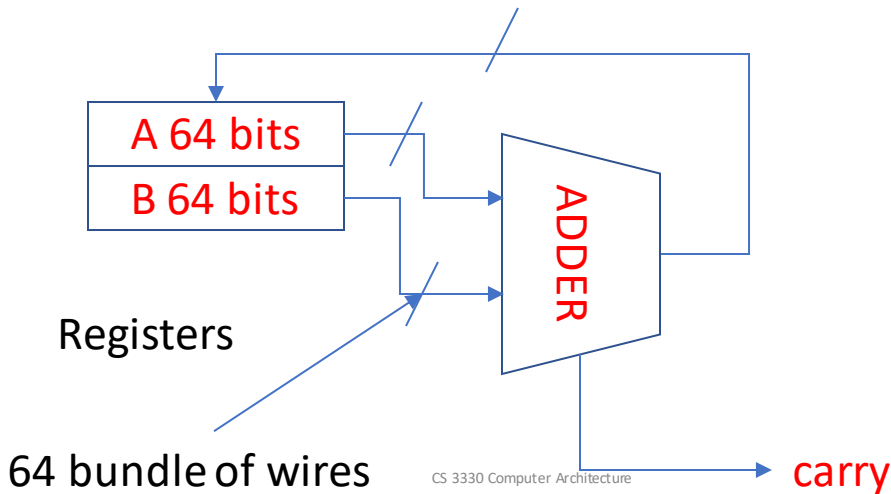 A 64 bits
B 64 bits
ADDER
Registers
64 bundle of wires
CS 3330 Computer Architecture
carry